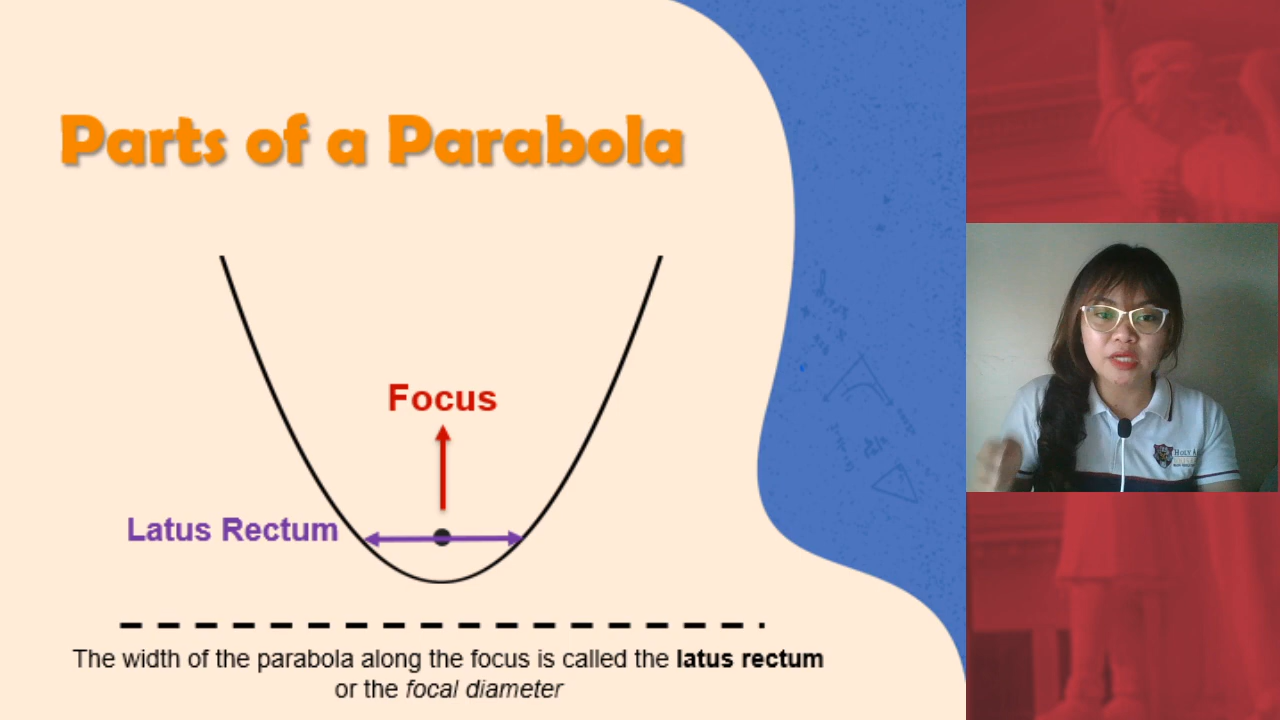 Parts of a Parabola
Focus
Latus Rectum
The width of the parabola along the focus is called the latus rectum
or the focal diameter